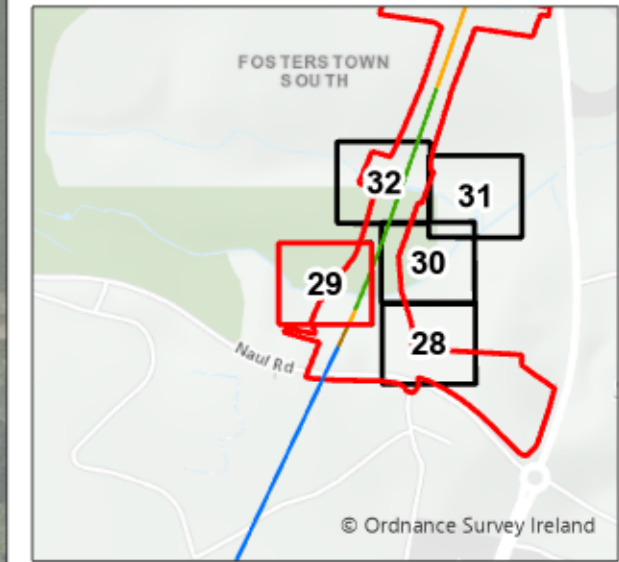 FOSTERSTOWN
SOUTH
32
31
30
29
28
Naul Rd
© Ordnance Survey Ireland